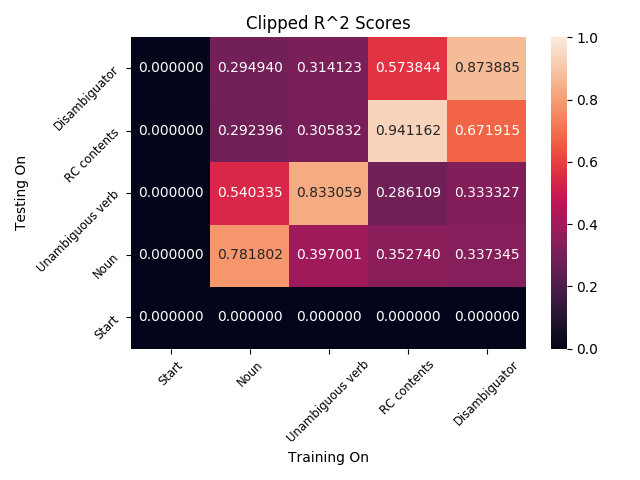 Clipped R^2 Scores
Disambiguator 0.000000 0.294940 0.314123 0.573844 0.873885
RC contents 0.000000 0.292396 0.305832 0.941162 0.671915
Unambiguous verb 0.000000 0.540335 0.833059 0.286109 0.333327
Noun 0.000000 0.781802 0.397001 0.352740 0.337345
Start 0.000000 0.000000 0.000000 0.000000 0.000000
Testing On
Start Noun Unambiguous verb RC contents Disambiguator
Training On
1.0
0.8
0.6
0.4
0.2
0.0